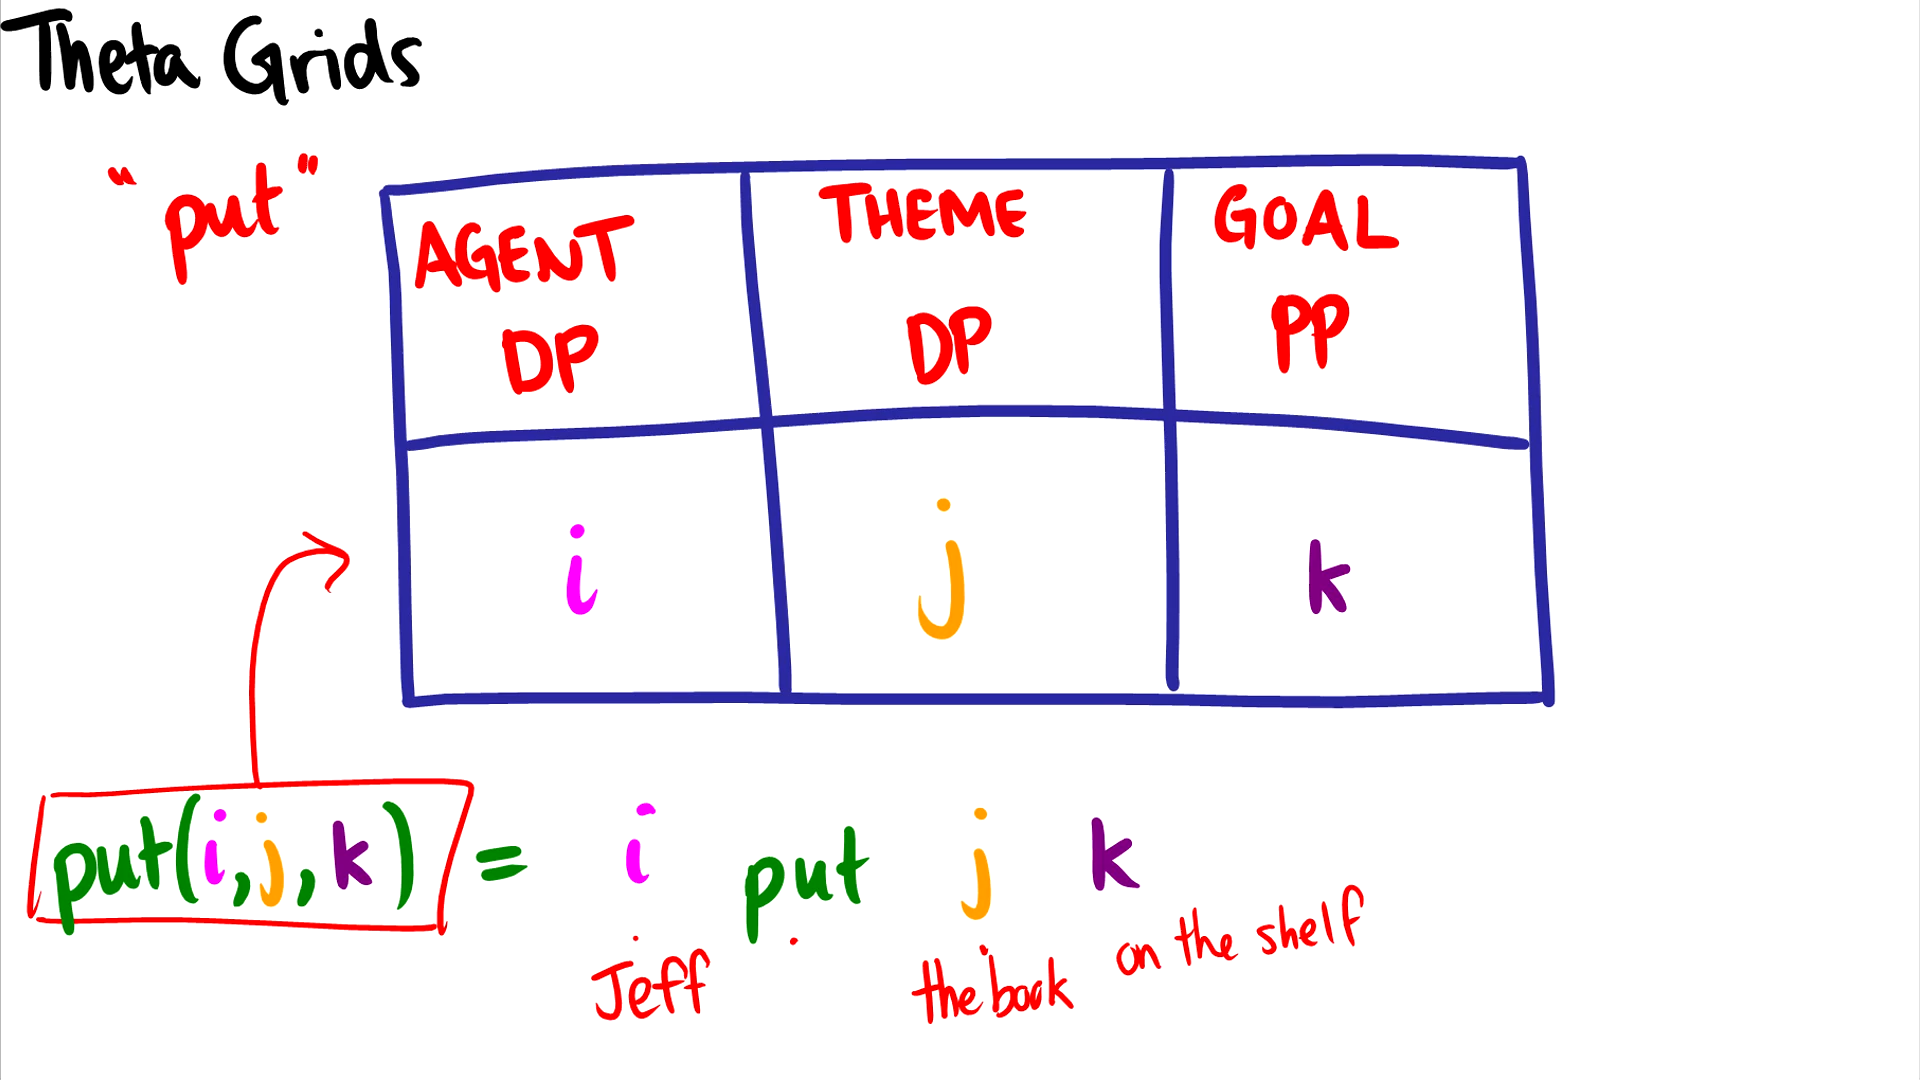 Theta Grids
"put"
AGENT THEME GOAL
DP DP PP
i j k
put(i,j,k) = i put j k
Jeff the book on the shelf